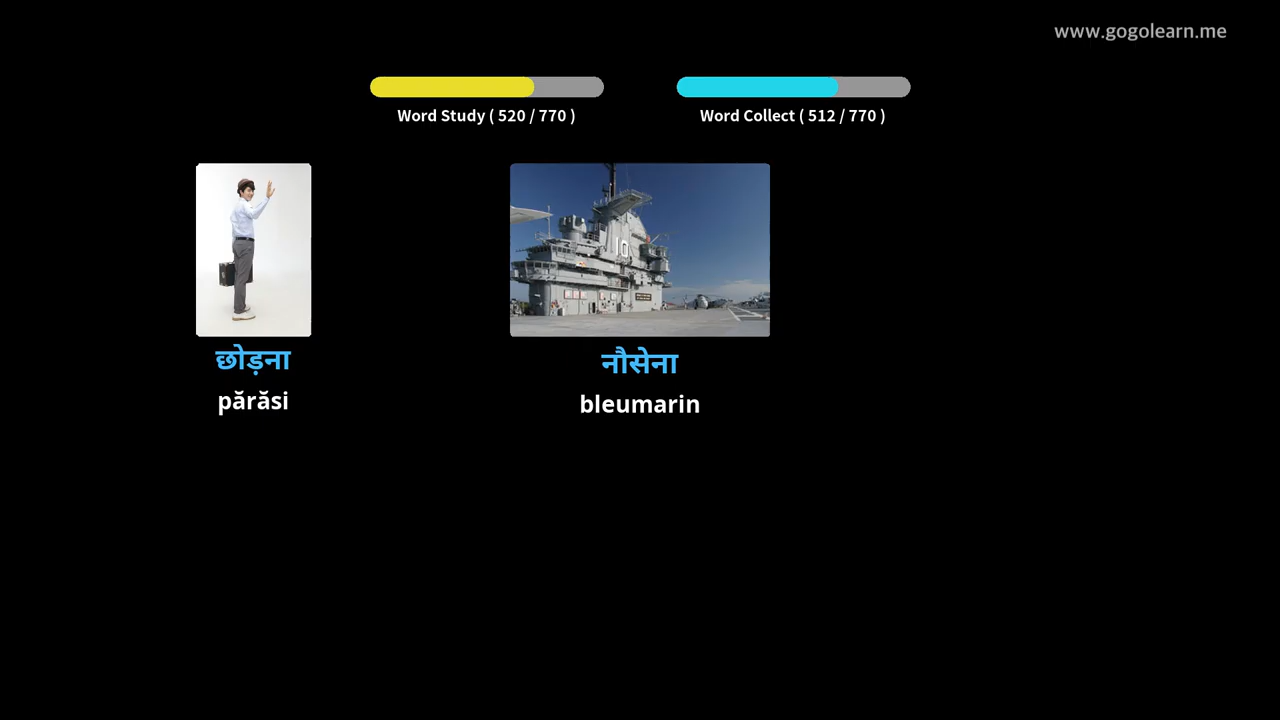 www.gogolearn.me
Word Study ( 520 / 770 )
Word Collect ( 512 / 770 )
छोड़ना
părăsi
नौसेना
bleumarin